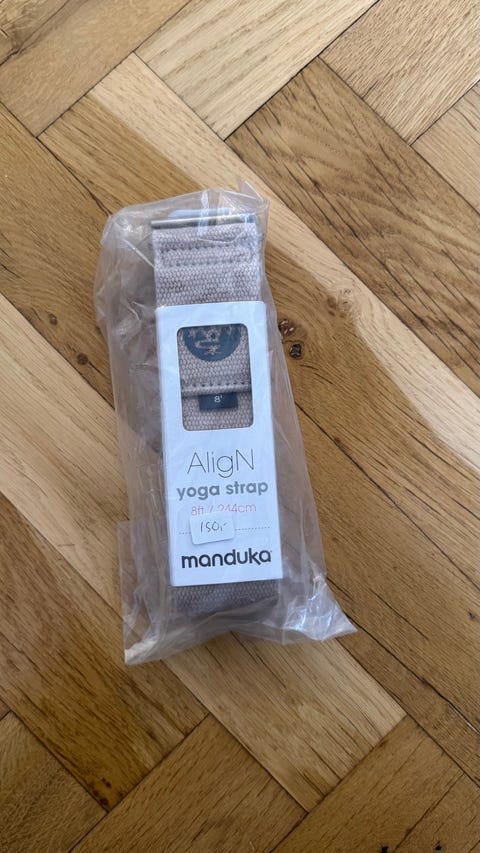 8'
AligN
yoga strap
8ft / 244cm
150,-
manduka